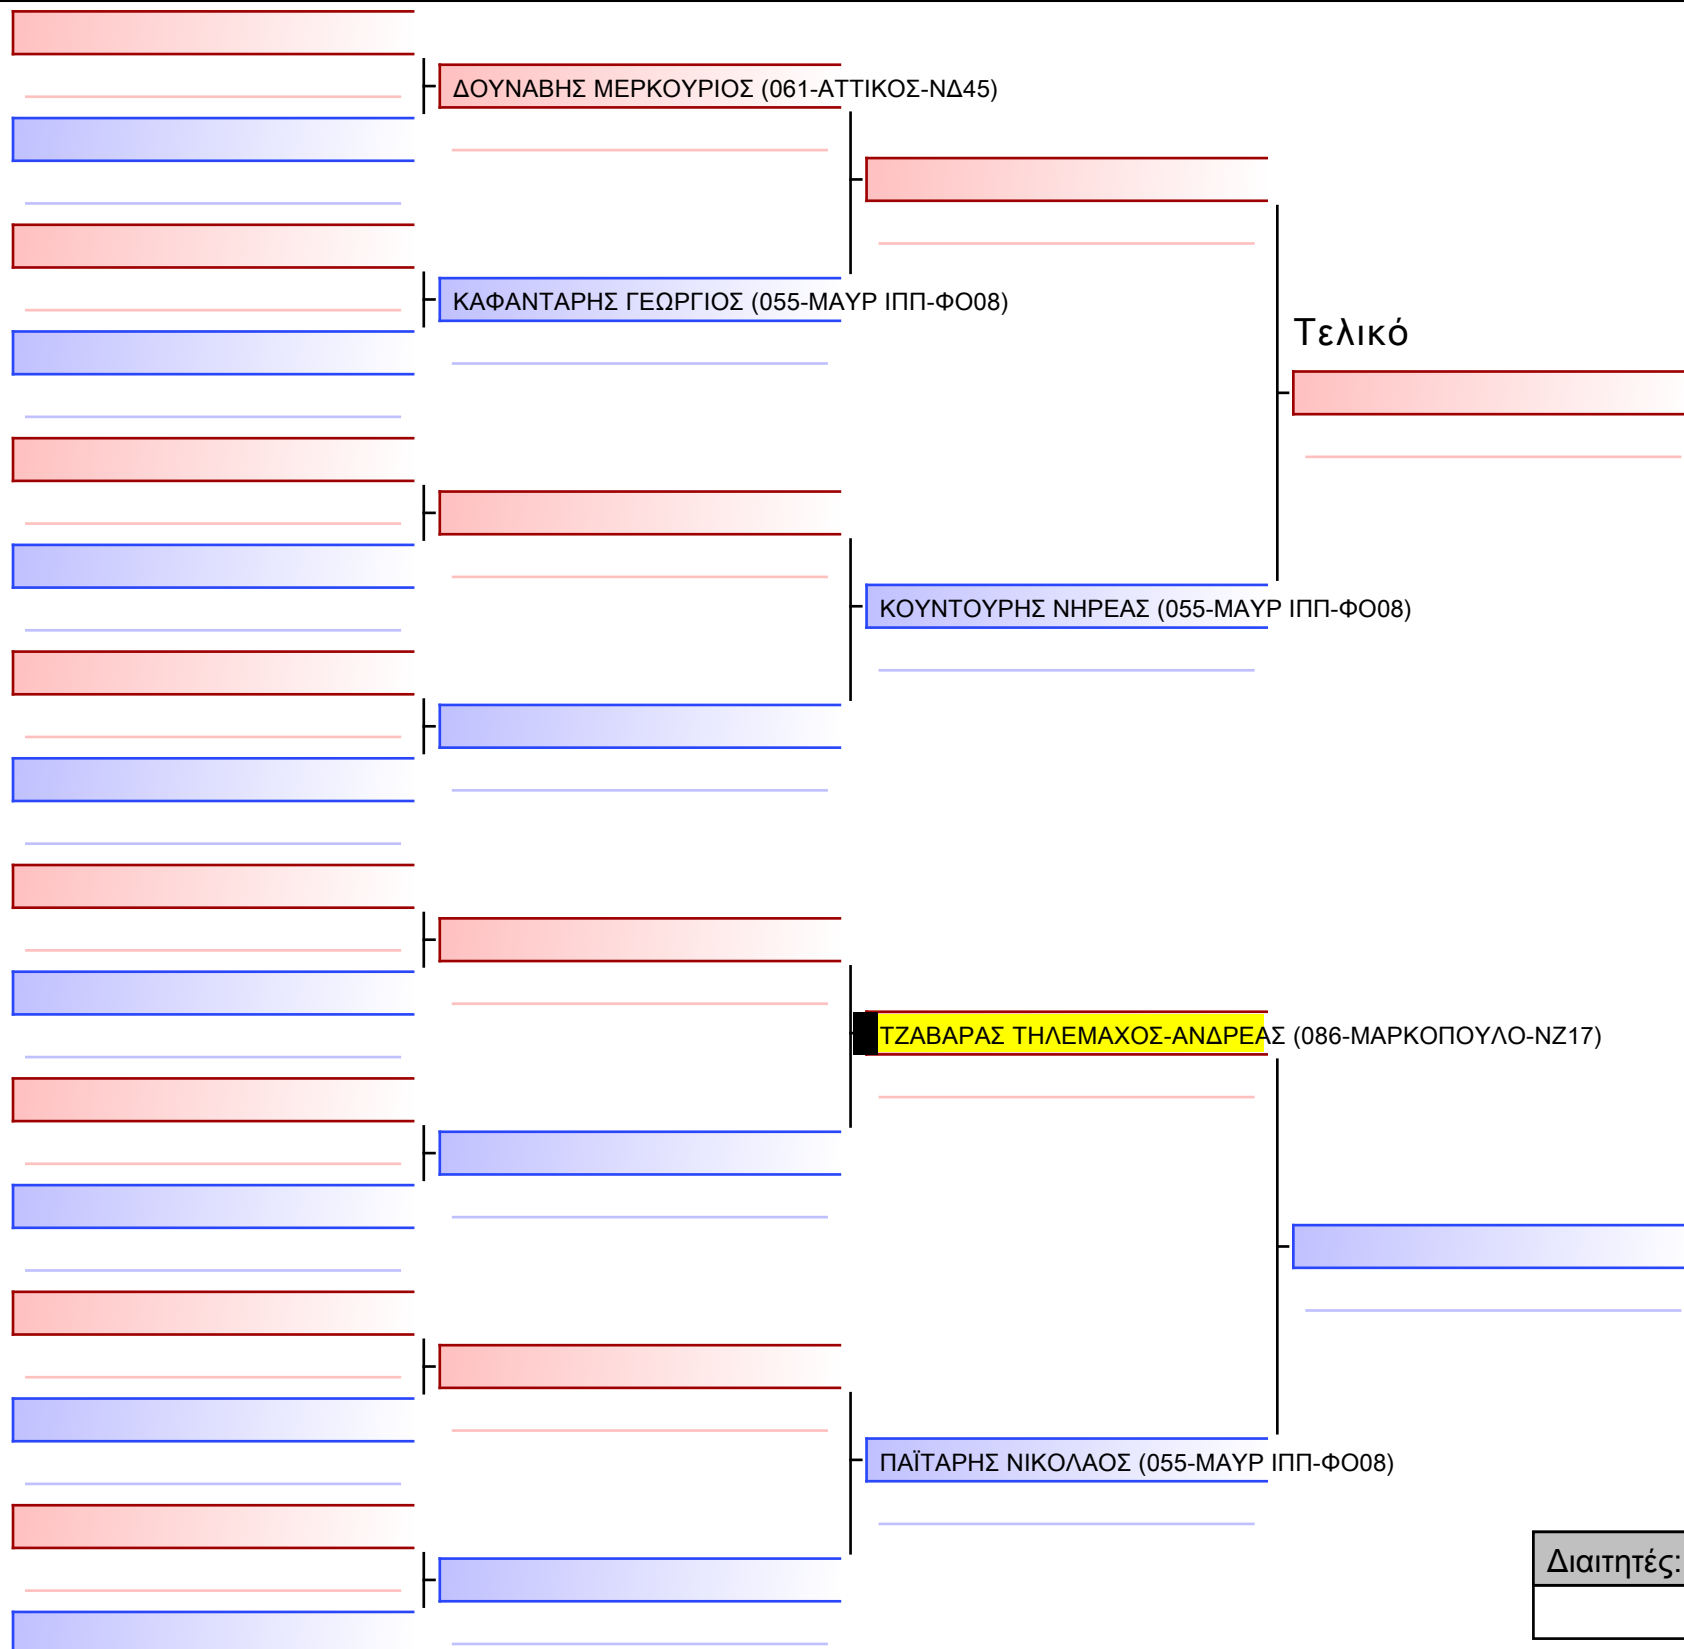 ΔΟΥΝΑΒΗΣ ΜΕΡΚΟΥΡΙΟΣ (061-ΑΤΤΙΚΟΣ-ΝΔ45)
ΚΑΦΑΝΤΑΡΗΣ ΓΕΩΡΓΙΟΣ (055-ΜΑΥΡ ΙΠΠ-ΦΟ08)
Τελικό
ΚΟΥΝΤΟΥΡΗΣ ΝΗΡΕΑΣ (055-ΜΑΥΡ ΙΠΠ-ΦΟ08)
ΤΖΑΒΑΡΑΣ ΤΗΛΕΜΑΧΟΣ-ΑΝΔΡΕΑΣ (086-ΜΑΡΚΟΠΟΥΛΟ-ΝΖ17)
ΠΑΪΤΑΡΗΣ ΝΙΚΟΛΑΟΣ (055-ΜΑΥΡ ΙΠΠ-ΦΟ08)
Διαιτητές: